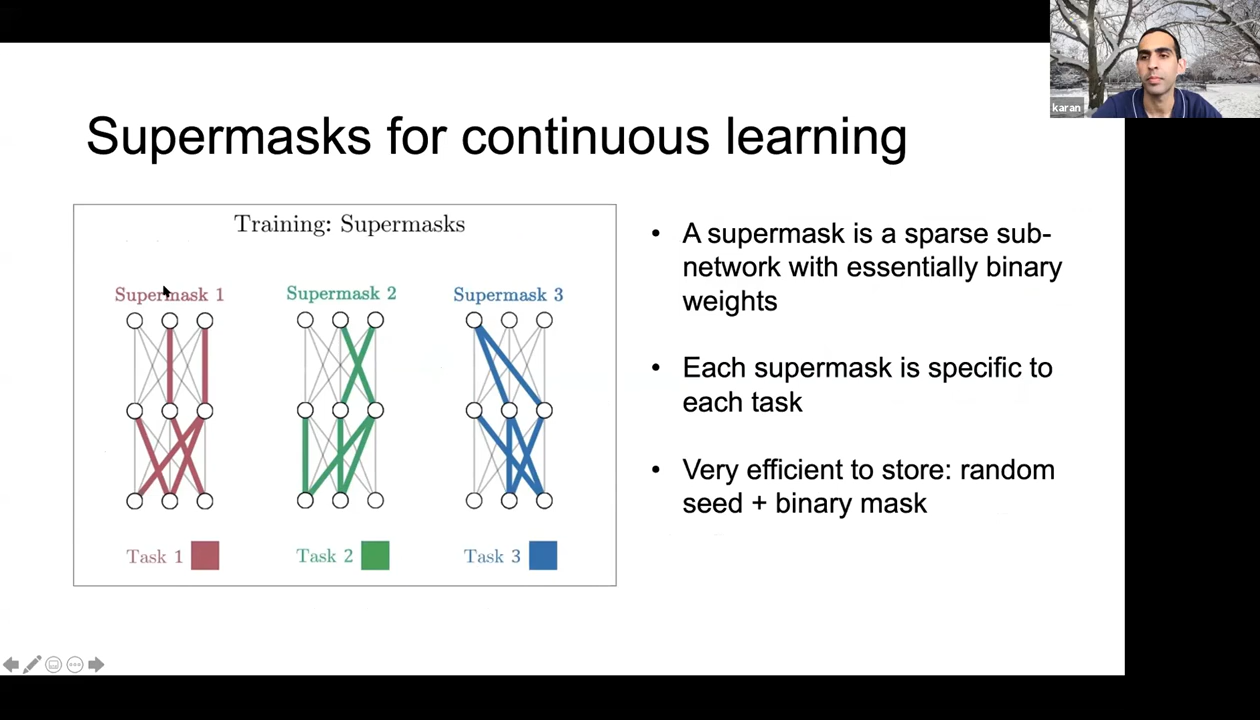 karan
Supermasks for continuous learning
Training: Supermasks
Supermask 1
Supermask 2
Supermask 3
Task 1
Task 2
Task 3
• A supermask is a sparse sub-
network with essentially binary
weights
• Each supermask is specific to
each task
• Very efficient to store: random
seed + binary mask